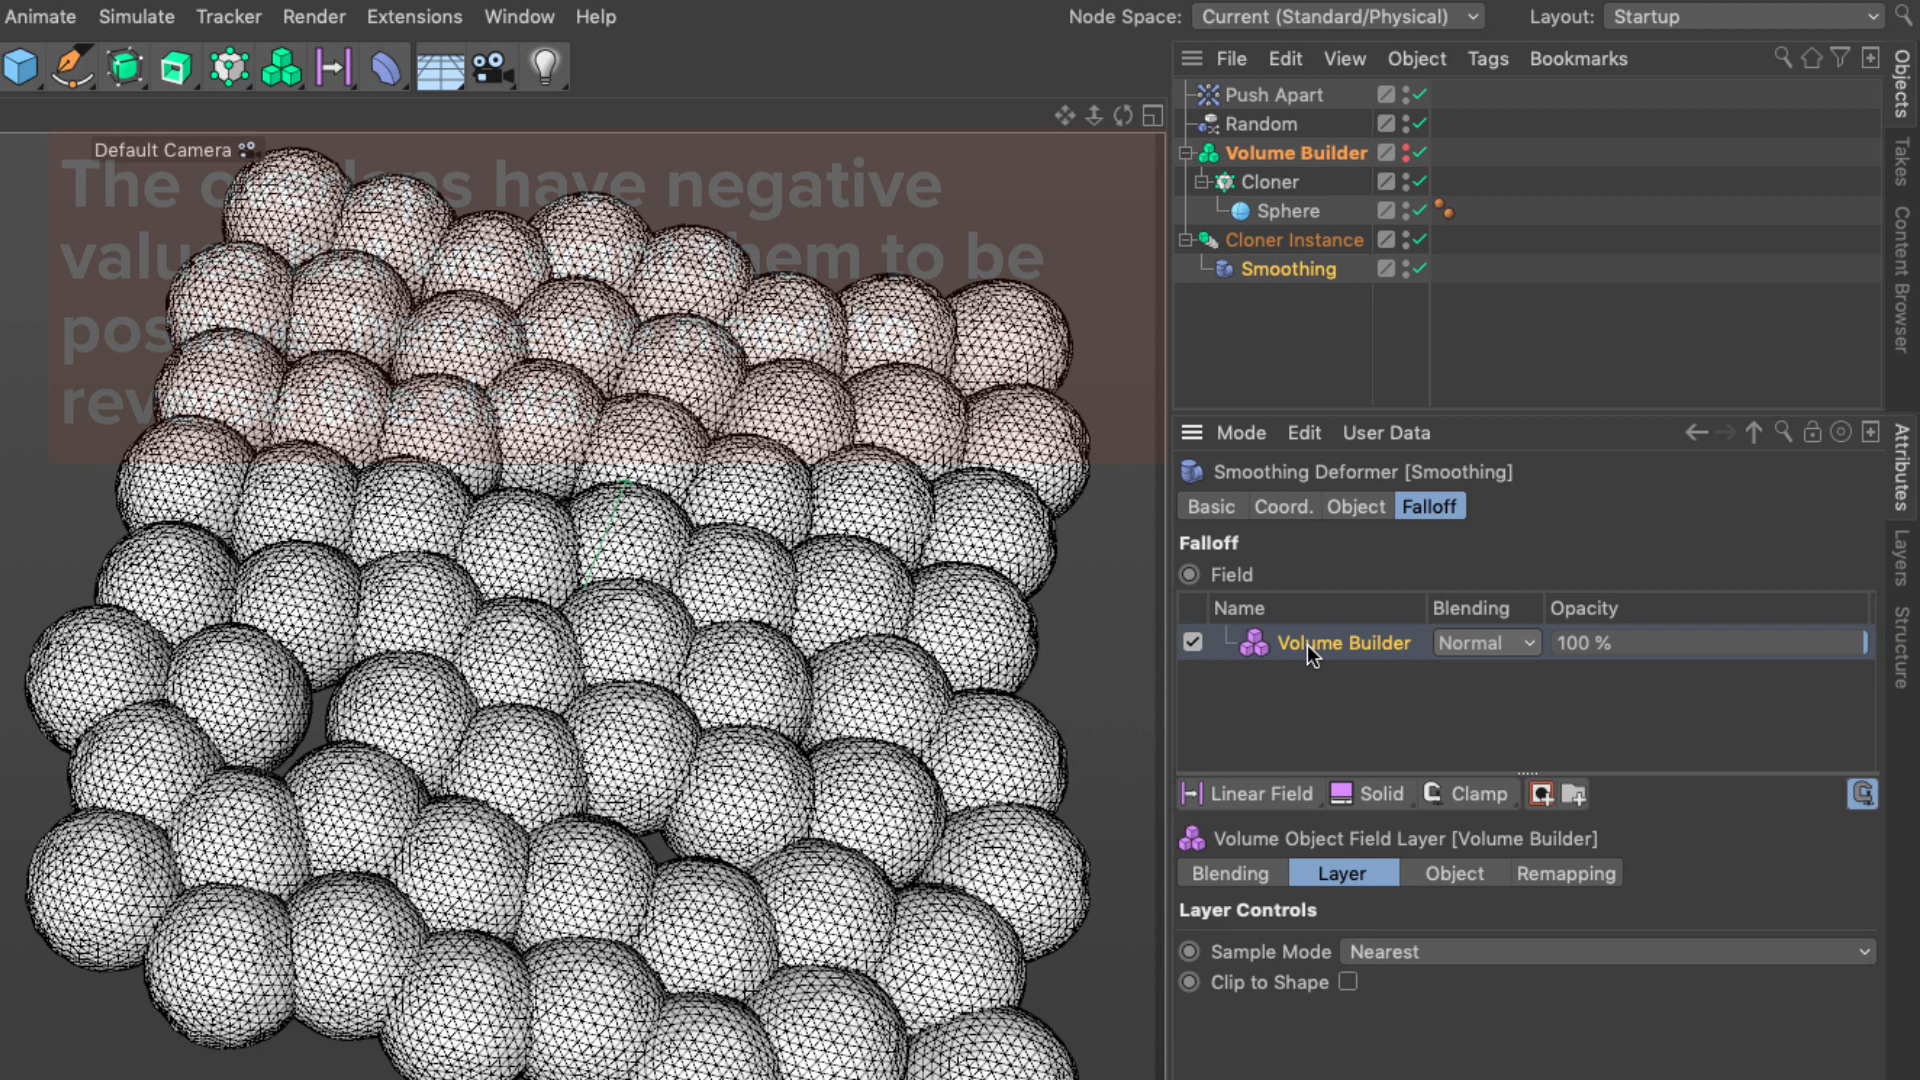 Animate Simulate Tracker Render Extensions Window Help Node Space: Current (Standard/Physical) Layout: Startup
File Edit View Object Tags Bookmarks
Objects
Takes
Content Browser
Push Apart
Random
Volume Builder
Cloner
Sphere
Cloner Instance
Smoothing
Default Camera
The overlaps have negative
them to be
to
Mode Edit User Data
Attributes
Layers
Structure
Smoothing Deformer [Smoothing]
Basic Coord. Object Falloff
Falloff
Field
Name Blending Opacity
Volume Builder Normal 100 %
Linear Field Solid Clamp
Volume Object Field Layer [Volume Builder]
Blending Layer Object Remapping
Layer Controls
Sample Mode Nearest
Clip to Shape